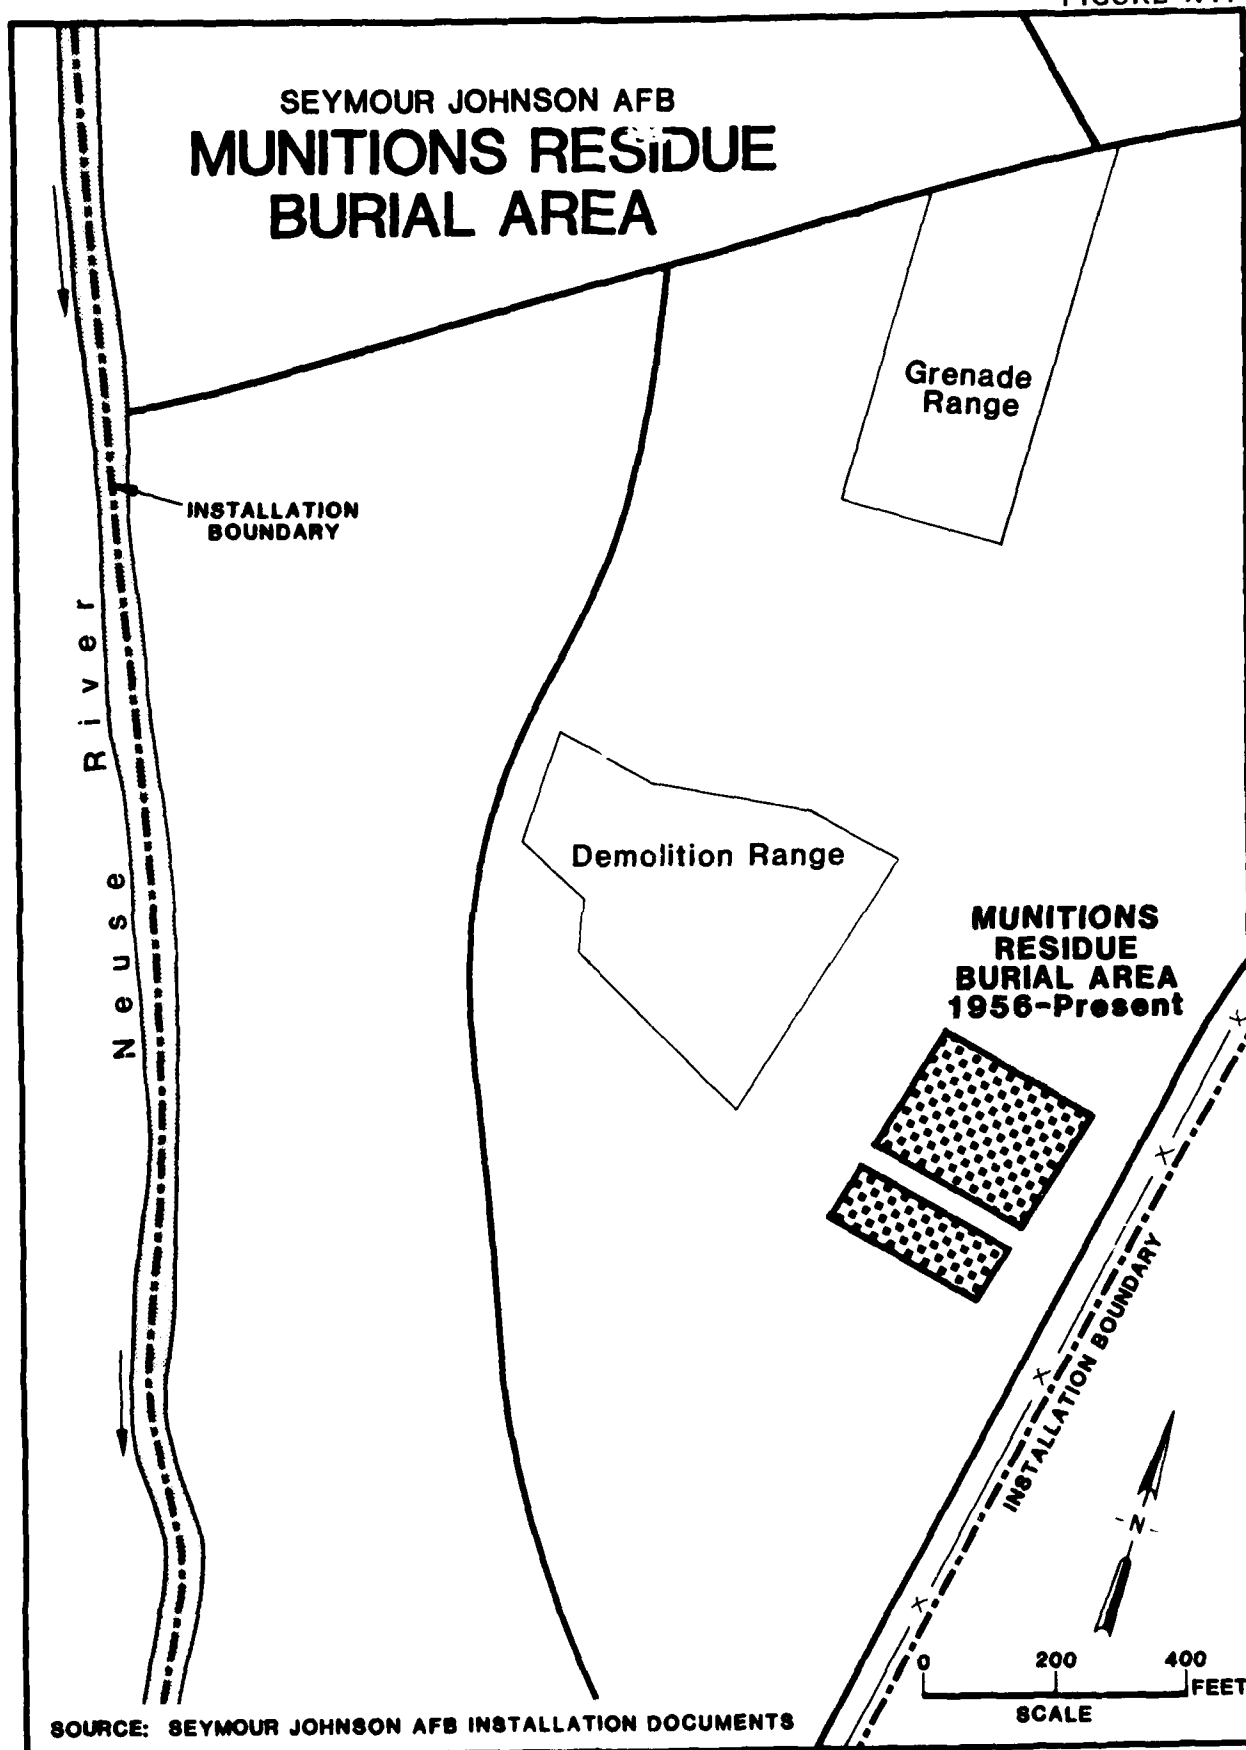 SEYMOUR JOHNSON AFB
MUNITIONS RESIDUE
BURIAL AREA
Grenade
Range
INSTALLATION
BOUNDARY
Neuse River
Demolition Range
MUNITIONS
RESIDUE
BURIAL AREA
1956-Present
INSTALLATION BOUNDARY
-N-
0 200 400
FEET
SCALE
SOURCE: SEYMOUR JOHNSON AFB INSTALLATION DOCUMENTS